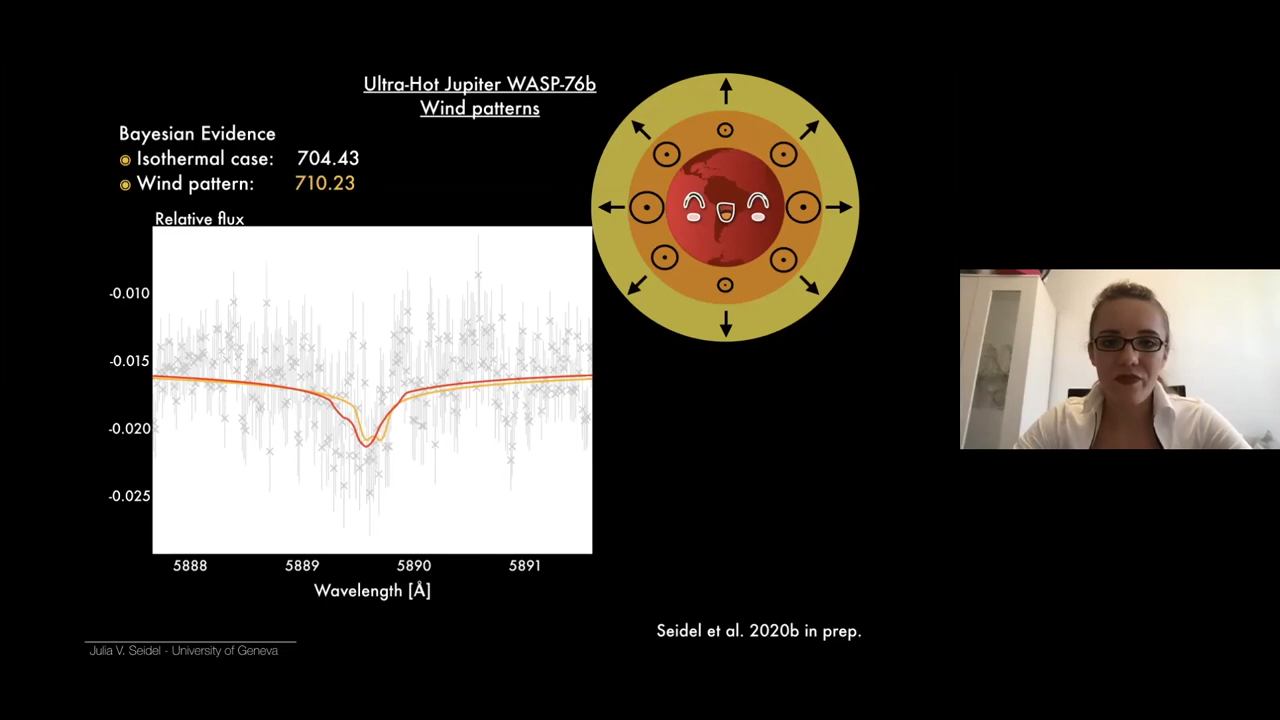 Ultra-Hot Jupiter WASP-76b
Wind patterns
Bayesian Evidence
Isothermal case: 704.43
Wind pattern: 710.23
Relative flux
-0.010
-0.015
-0.020
-0.025
5888 5889 5890 5891
Wavelength [Å]
Seidel et al. 2020b in prep.
Julia V. Seidel - University of Geneva